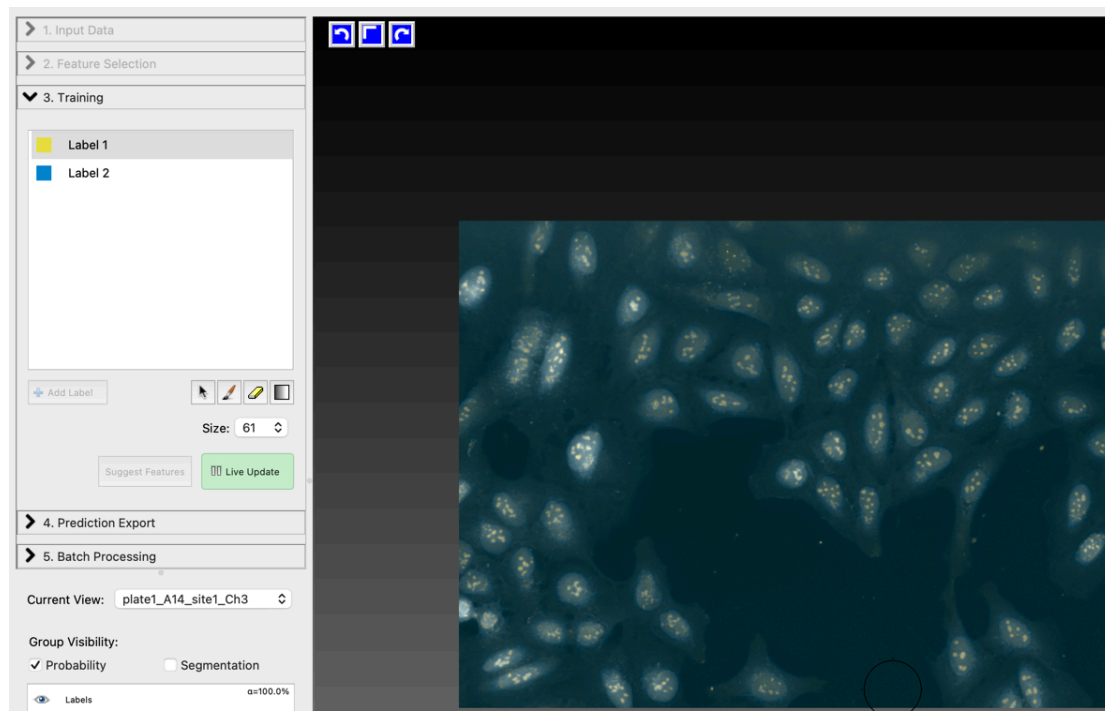 1. Input Data
2. Feature Selection
3. Training
Label 1
Label 2
Add Label
Size: 61
Suggest Features
Live Update
4. Prediction Export
5. Batch Processing
Current View: plate1_A14_site1_Ch3
Group Visibility:
Probability Segmentation
α=100.0%
Labels